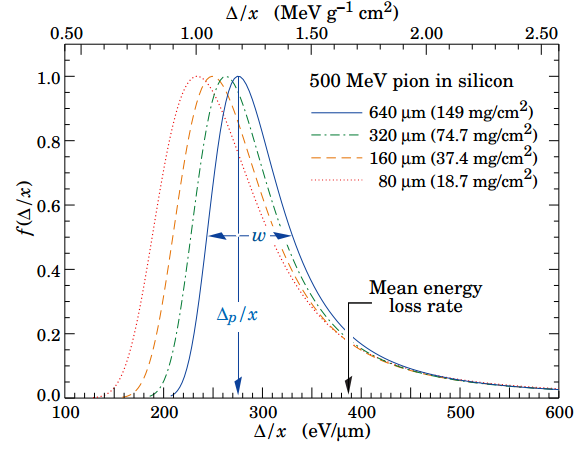 Δ/x (MeV g⁻¹ cm²)
0.50 1.00 1.50 2.00 2.50
500 MeV pion in silicon
640 µm (149 mg/cm²)
320 µm (74.7 mg/cm²)
160 µm (37.4 mg/cm²)
80 µm (18.7 mg/cm²)
1.0
0.8
0.6
0.4
0.2
0.0
f(Δ/x)
w
Δp/x
Mean energy
loss rate
100 200 300 400 500 600
Δ/x (eV/µm)